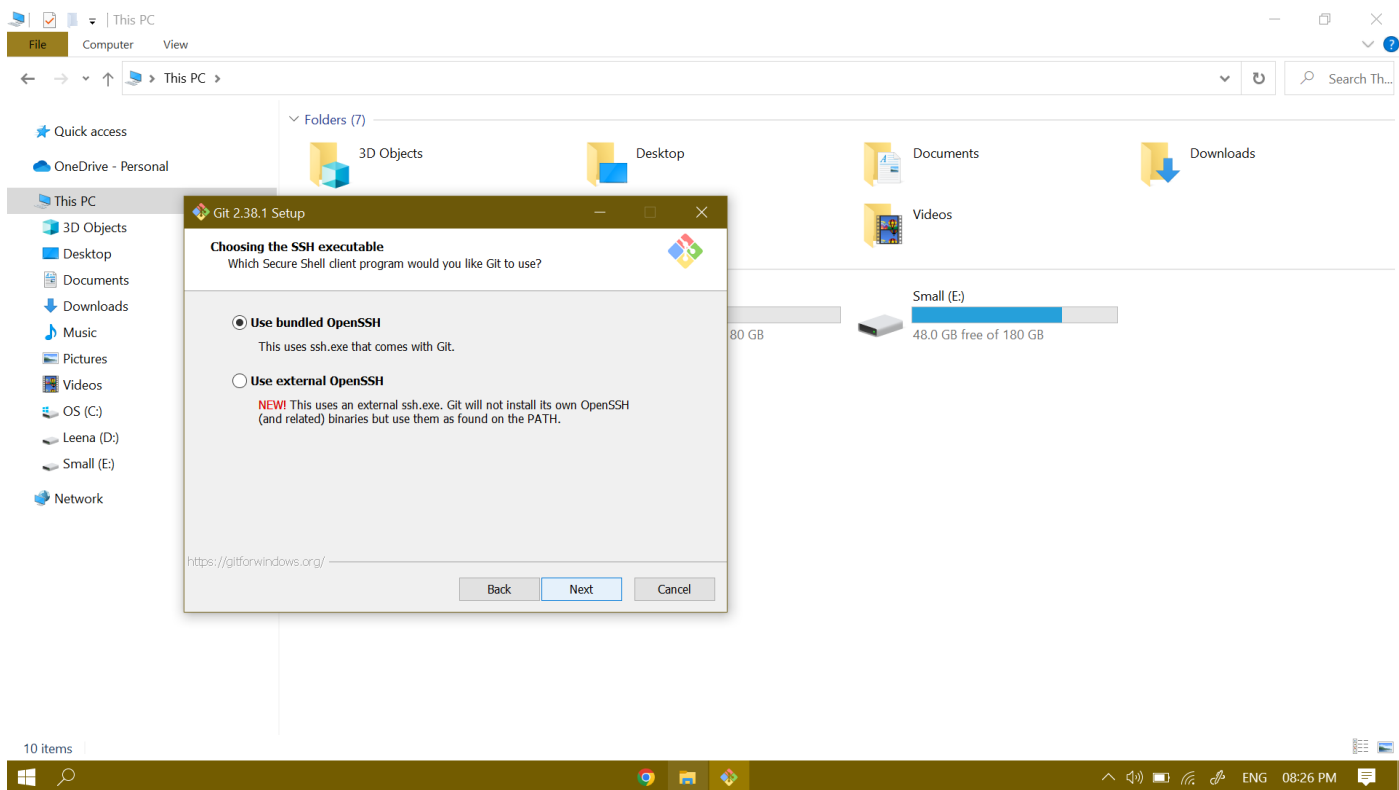 This PC
File Computer View
This PC
Search Th...
Quick access
OneDrive - Personal
This PC
3D Objects
Desktop
Documents
Downloads
Music
Pictures
Videos
OS (C:)
Leena (D:)
Small (E:)
Network
Folders (7)
3D Objects Desktop Documents Downloads
Videos
Small (E:)
80 GB 48.0 GB free of 180 GB
Git 2.38.1 Setup
Choosing the SSH executable
Which Secure Shell client program would you like Git to use?
Use bundled OpenSSH
This uses ssh.exe that comes with Git.
Use external OpenSSH
NEW! This uses an external ssh.exe. Git will not install its own OpenSSH
(and related) binaries but use them as found on the PATH.
https://gitforwindows.org/
Back Next Cancel
10 items
ENG 08:26 PM